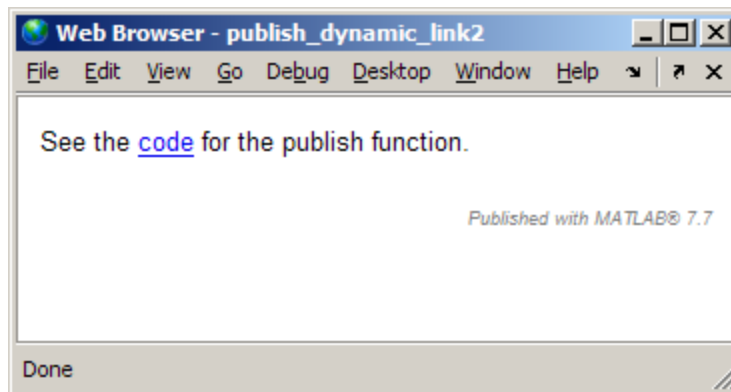 Web Browser - publish_dynamic_link2
File Edit View Go Debug Desktop Window Help
See the code for the publish function.
Published with MATLAB® 7.7
Done